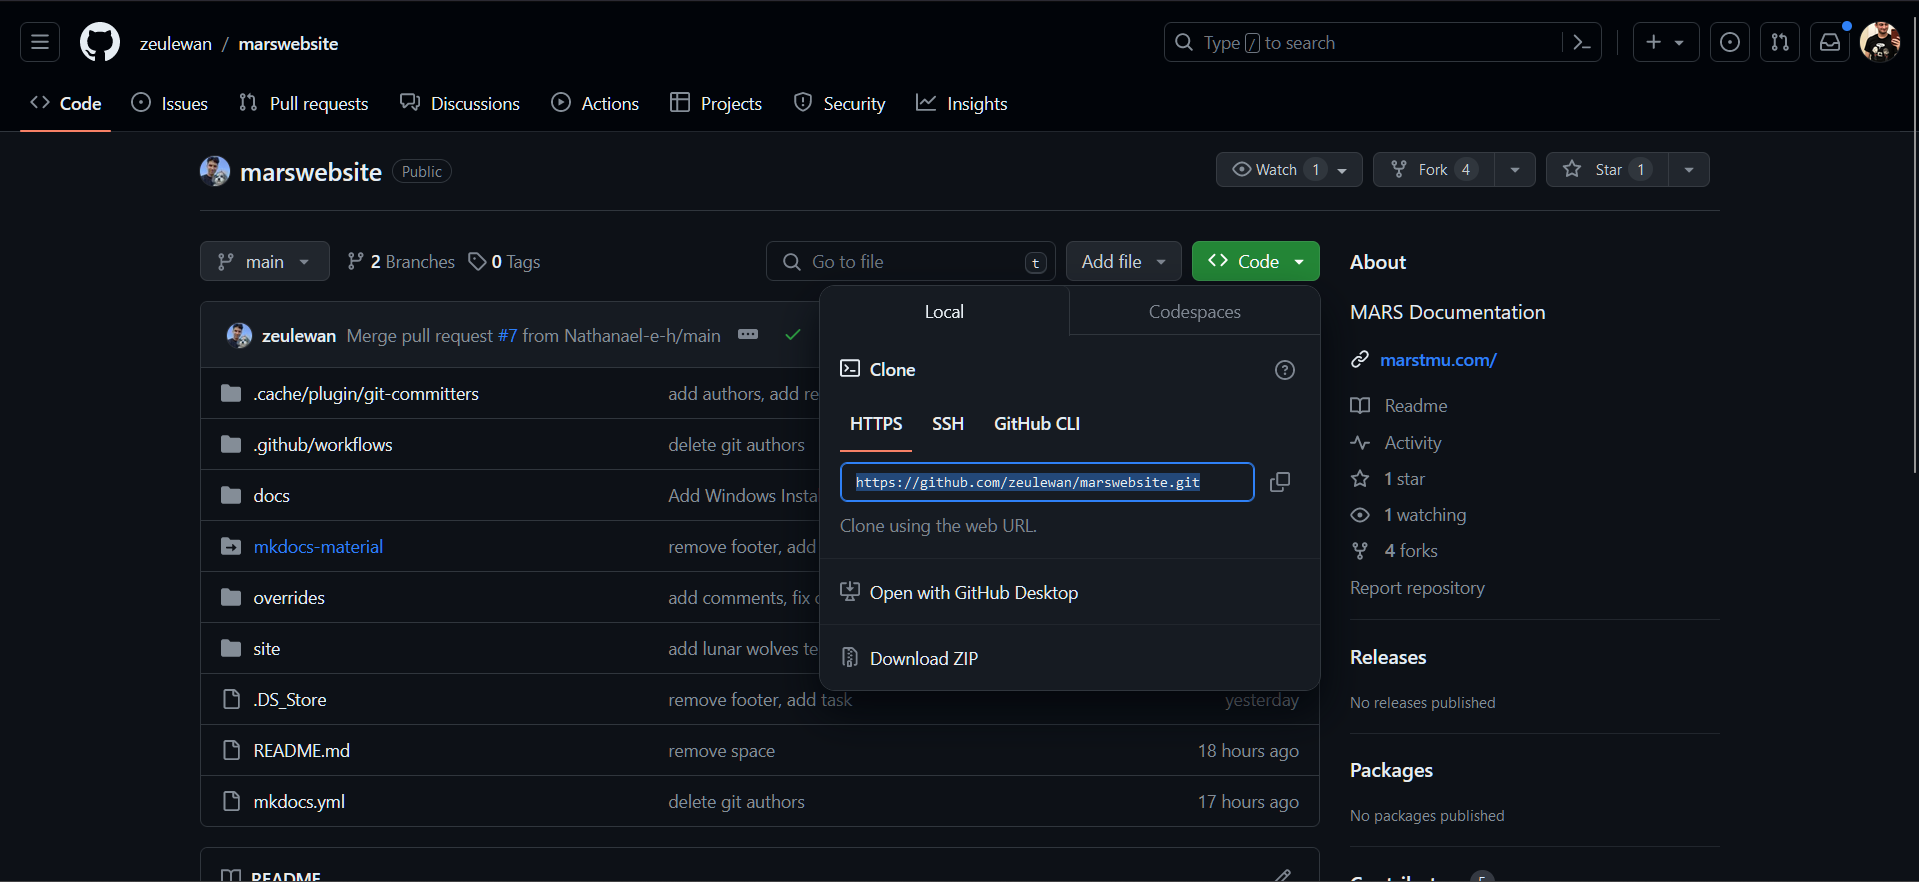 zeulewan / marswebsite
Type / to search
Code Issues Pull requests Discussions Actions Projects Security Insights
marswebsite Public
Watch 1 Fork 4 Star 1
main 2 Branches 0 Tags Go to file t Add file Code
zeulewan Merge pull request #7 from Nathanael-e-h/main
.cache/plugin/git-committers add authors, add re
.github/workflows delete git authors
docs Add Windows Insta
mkdocs-material remove footer, add
overrides add comments, fix
site add lunar wolves te
.DS_Store remove footer, add task yesterday
README.md remove space 18 hours ago
mkdocs.yml delete git authors 17 hours ago
README
Local Codespaces
Clone
HTTPS SSH GitHub CLI
https://github.com/zeulewan/marswebsite.git
Clone using the web URL.
Open with GitHub Desktop
Download ZIP
About
MARS Documentation
marstmu.com/
Readme
Activity
1 star
1 watching
4 forks
Report repository
Releases
No releases published
Packages
No packages published